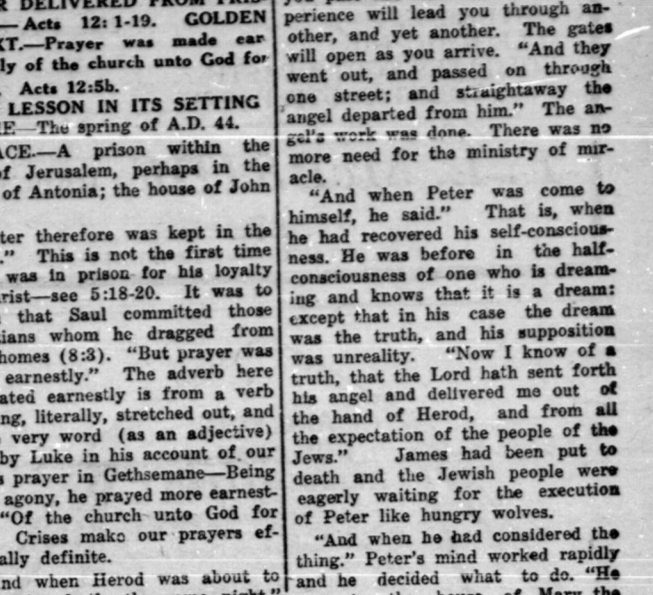 R DELIVERED FROM PRIS-
— Acts 12: 1-19. GOLDEN
XT.—Prayer was made ear
ly of the church unto God for
Acts 12:5b.
LESSON IN ITS SETTING
E—The spring of A.D. 44.
ACE.—A prison within the
of Jerusalem, perhaps in the
of Antonia; the house of John
ter therefore was kept in the
." This is not the first time
was in prison for his loyalty
rist—see 5:18-20. It was to
that Saul committed those
tians whom he dragged from
homes (8:3). "But prayer was
earnestly." The adverb here
ated earnestly is from a verb
ng, literally, stretched out, and
very word (as an adjective)
by Luke in his account of our
s prayer in Gethsemane—Being
agony, he prayed more earnest-
"Of the church unto God for
Crises make our prayers ef-
ally definite.
nd when Herod was about to
perience will lead you through an-
other, and yet another. The gates
will open as you arrive. "And they
went out, and passed on through
one street; and straightaway the
angel departed from him." The an-
gel's work was done. There was no
more need for the ministry of mir-
acle.
"And when Peter was come to
himself, he said." That is, when
he had recovered his self-conscious-
ness. He was before in the half-
consciousness of one who is dream-
ing and knows that it is a dream:
except that in his case the dream
was the truth, and his supposition
was unreality. "Now I know of a
truth, that the Lord hath sent forth
his angel and delivered me out of
the hand of Herod, and from all
the expectation of the people of the
Jews." James had been put to
death and the Jewish people were
eagerly waiting for the execution
of Peter like hungry wolves.
"And when he had considered the
thing." Peter's mind worked rapidly
and he decided what to do. "He